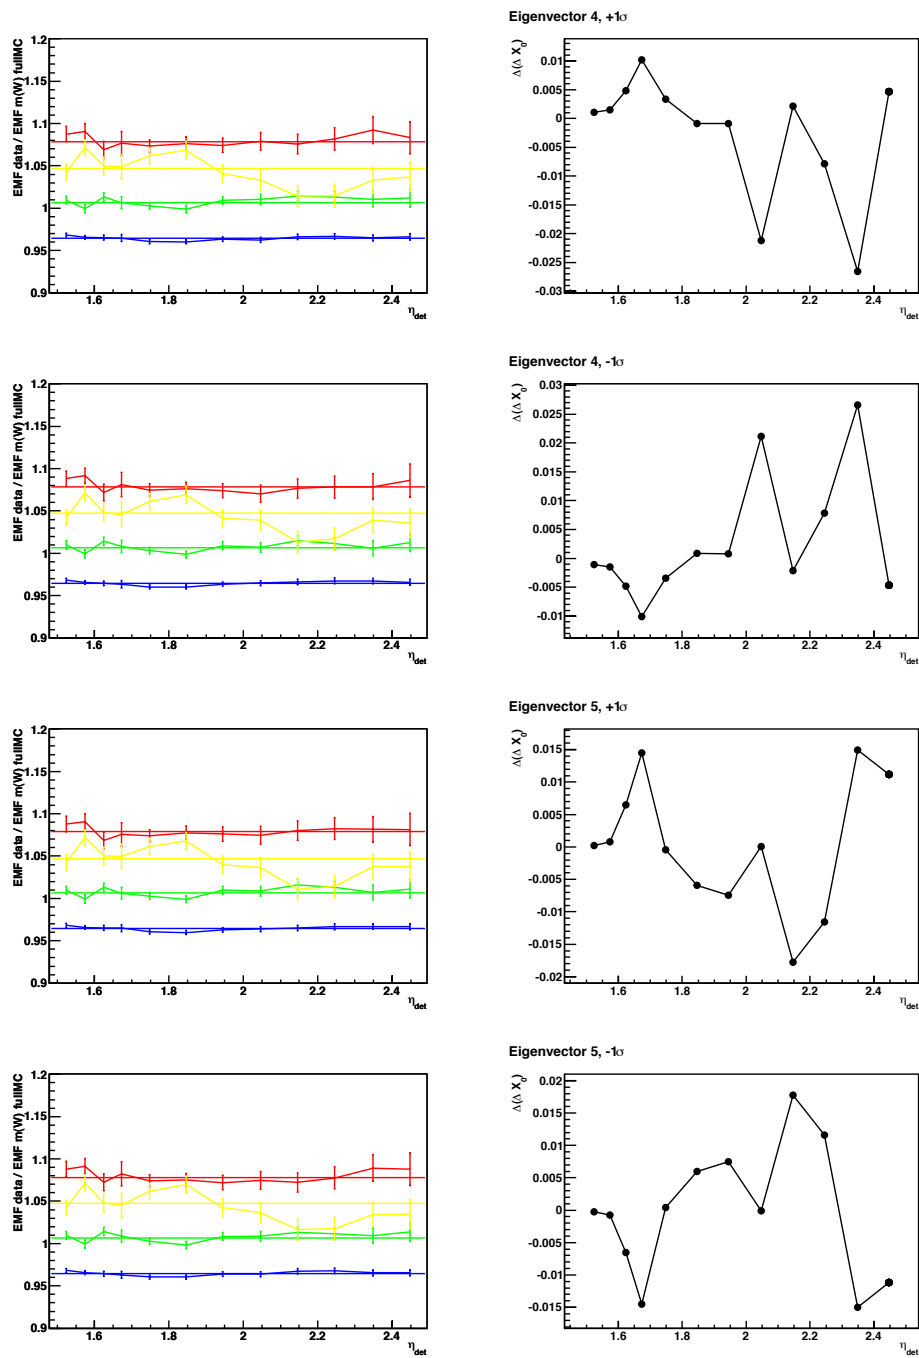 Eigenvector 4, +1σ
EMF data / EMF m(W) fullMC
1.2
1.15
1.1
1.05
1
0.95
0.9
1.6 1.8 2 2.2 2.4
η_det
Δ(Δ X_0)
0.01
0.005
0
-0.005
-0.01
-0.015
-0.02
-0.025
-0.03
1.6 1.8 2 2.2 2.4
η_det
Eigenvector 4, -1σ
EMF data / EMF m(W) fullMC
1.2
1.15
1.1
1.05
1
0.95
0.9
1.6 1.8 2 2.2 2.4
η_det
Δ(Δ X_0)
0.03
0.025
0.02
0.015
0.01
0.005
0
-0.005
-0.01
1.6 1.8 2 2.2 2.4
η_det
Eigenvector 5, +1σ
EMF data / EMF m(W) fullMC
1.2
1.15
1.1
1.05
1
0.95
0.9
1.6 1.8 2 2.2 2.4
η_det
Δ(Δ X_0)
0.015
0.01
0.005
0
-0.005
-0.01
-0.015
-0.02
1.6 1.8 2 2.2 2.4
η_det
Eigenvector 5, -1σ
EMF data / EMF m(W) fullMC
1.2
1.15
1.1
1.05
1
0.95
0.9
1.6 1.8 2 2.2 2.4
η_det
Δ(Δ X_0)
0.02
0.015
0.01
0.005
0
-0.005
-0.01
-0.015
1.6 1.8 2 2.2 2.4
η_det